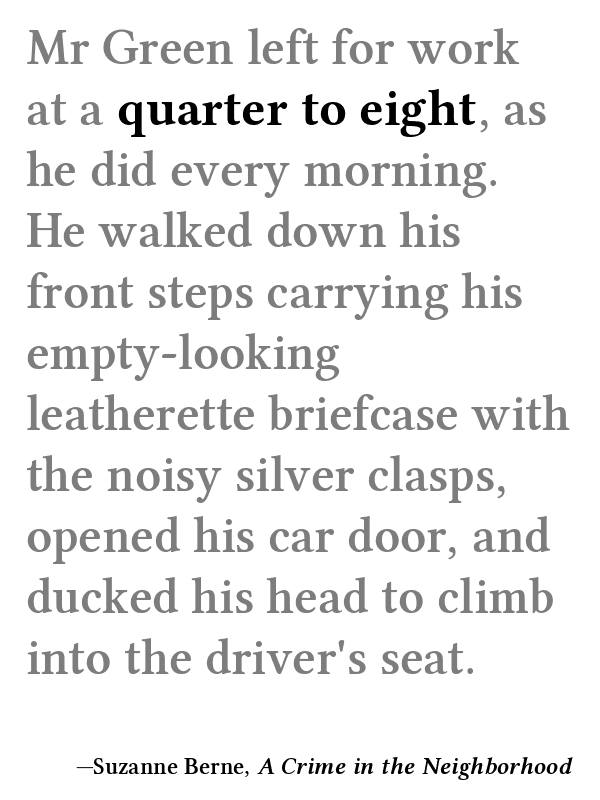 Mr Green left for work
at a quarter to eight, as
he did every morning.
He walked down his
front steps carrying his
empty-looking
leatherette briefcase with
the noisy silver clasps,
opened his car door, and
ducked his head to climb
into the driver's seat.
—Suzanne Berne, A Crime in the Neighborhood